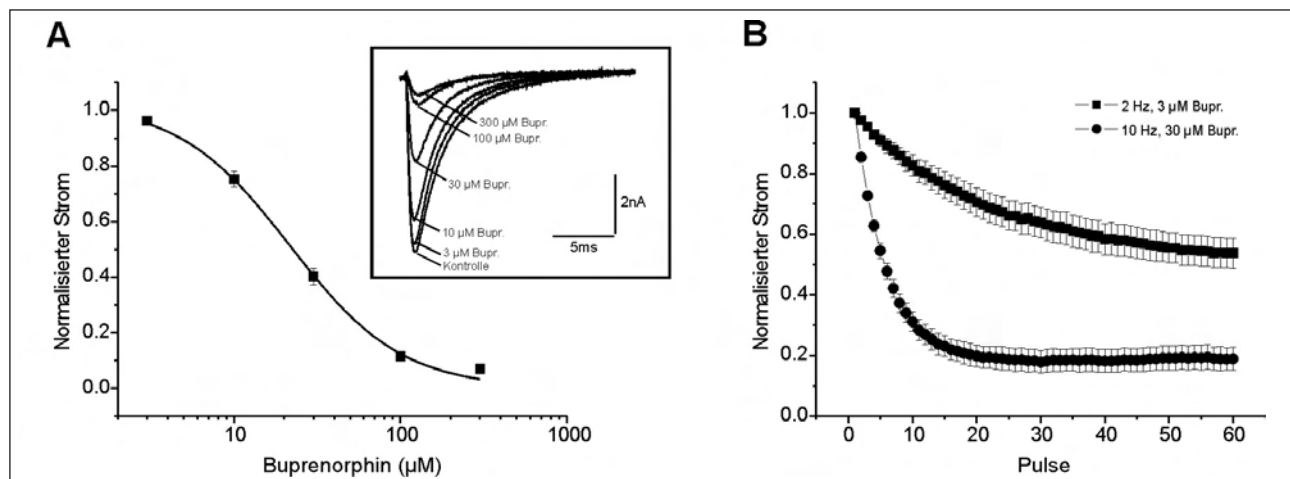 A
Normalisierter Strom
1.0
0.8
0.6
0.4
0.2
0.0
10
100
1000
Buprenorphin (µM)
300 µM Bupr.
100 µM Bupr.
30 µM Bupr.
10 µM Bupr.
3 µM Bupr.
Kontrolle
2nA
5ms
B
Normalisierter Strom
1.0
0.8
0.6
0.4
0.2
0.0
0
10
20
30
40
50
60
Pulse
2 Hz, 3 µM Bupr.
10 Hz, 30 µM Bupr.